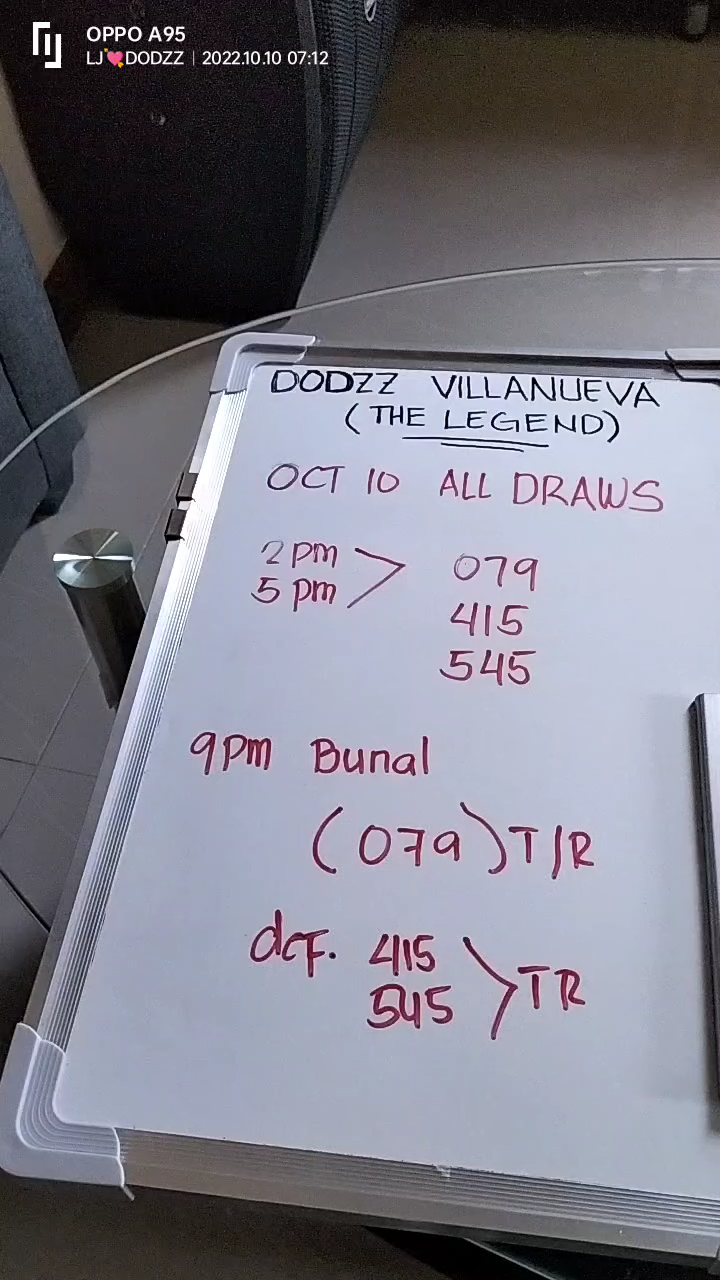 OPPO A95
LJ💘DODZZ | 2022.10.10 07:12
DODZZ VILLANUEVA
(THE LEGEND)
OCT 10 ALL DRAWS
2pm
5pm > 079
415
545
9pm Bunal
(079) T/R
def. 415
545 > TR